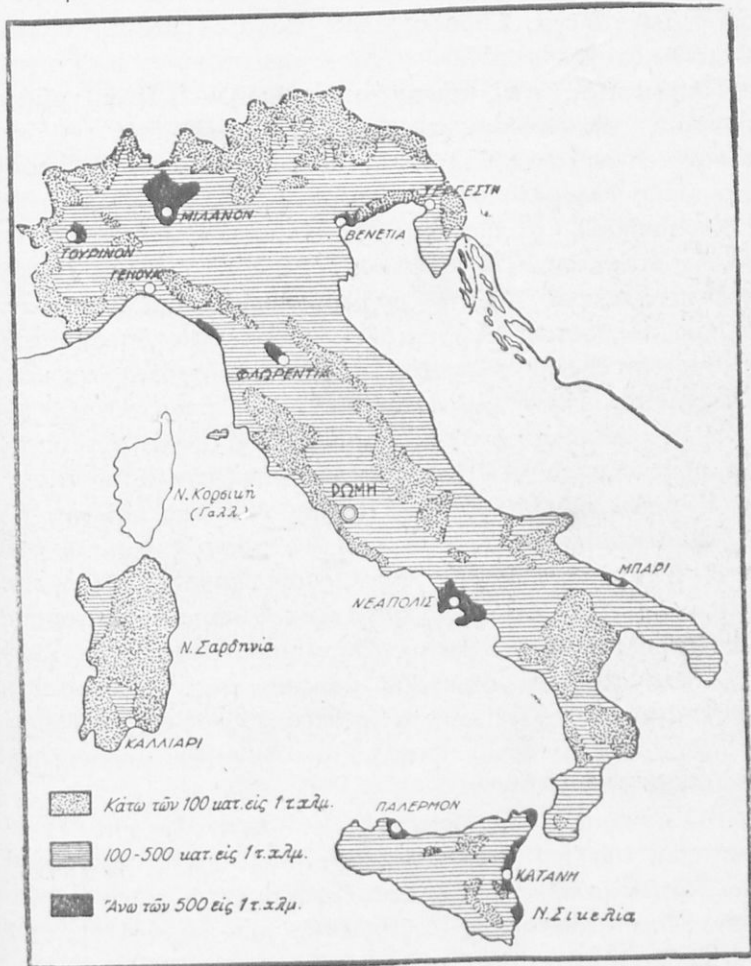 ΤΕΡΓΕΣΤΗ
ΜΙΛΑΝΟΝ
ΒΕΝΕΤΙΑ
ΤΟΥΡΙΝΟΝ
ΓΕΝΟΥΑ
ΦΛΩΡΕΝΤΙΑ
Ν. Κορσική
(Γαλλ.)
ΡΩΜΗ
ΜΠΑΡΙ
ΝΕΑΠΟΛΙΣ
Ν. Σαρδηνία
ΚΑΛΛΙΑΡΙ
Κάτω τῶν 100 κατ. εἰς 1 τ.χλμ.
ΠΑΛΕΡΜΟΝ
100-500 κατ. εἰς 1 τ.χλμ.
ΚΑΤΑΝΗ
Ἄνω τῶν 500 εἰς 1 τ.χλμ.
Ν. Σικελία